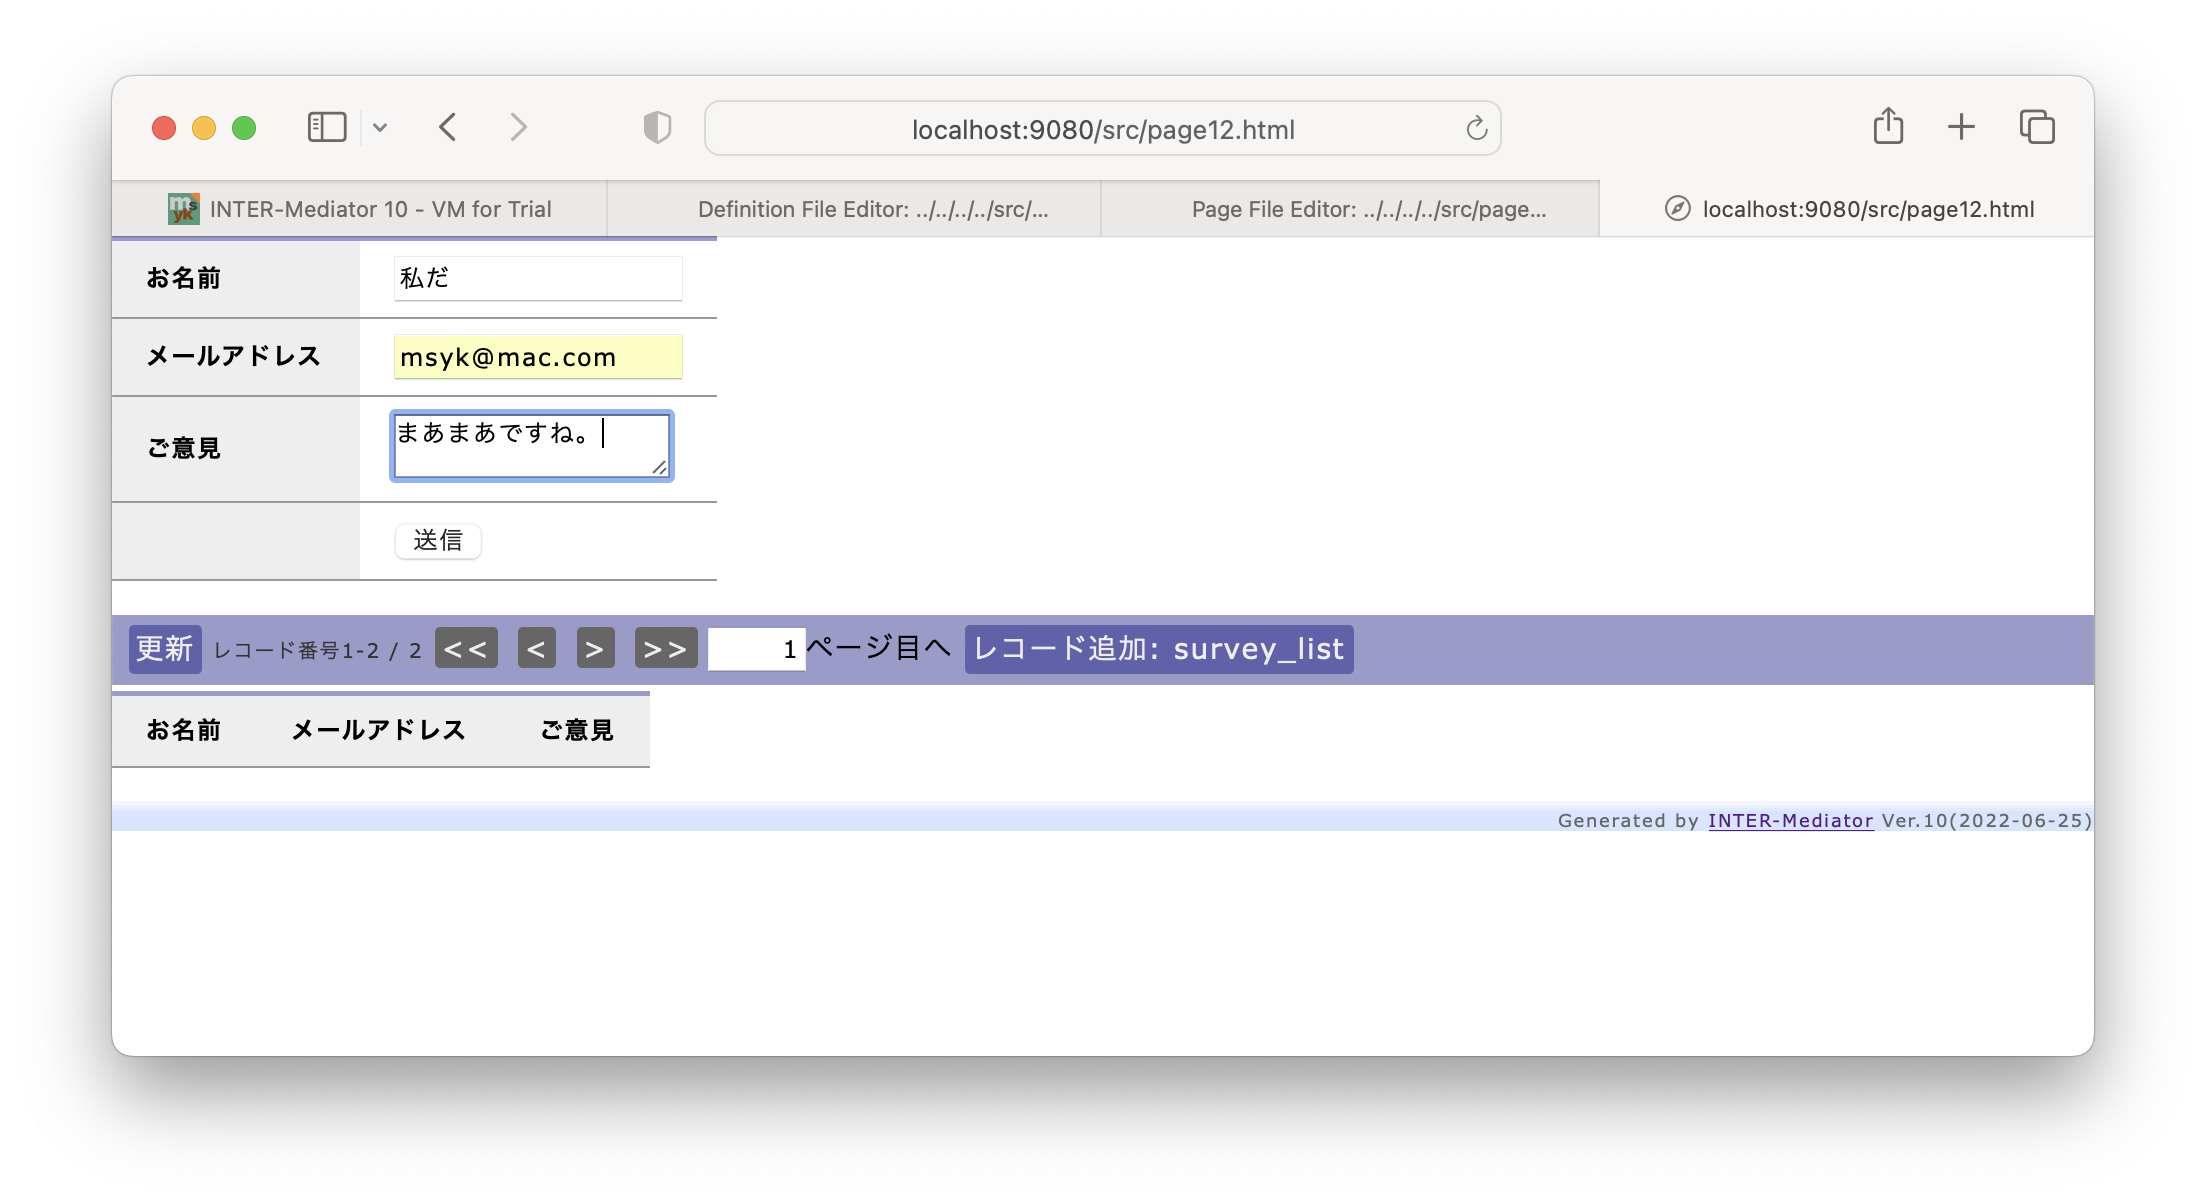 localhost:9080/src/page12.html
INTER-Mediator 10 - VM for Trial
Definition File Editor: ../../../../src/...
Page File Editor: ../../../../src/page...
localhost:9080/src/page12.html
お名前 私だ
メールアドレス msyk@mac.com
ご意見 まあまあですね。
送信
更新 レコード番号1-2 / 2 << < > >> 1 ページ目へ レコード追加: survey_list
お名前 メールアドレス ご意見
Generated by INTER-Mediator Ver.10(2022-06-25)